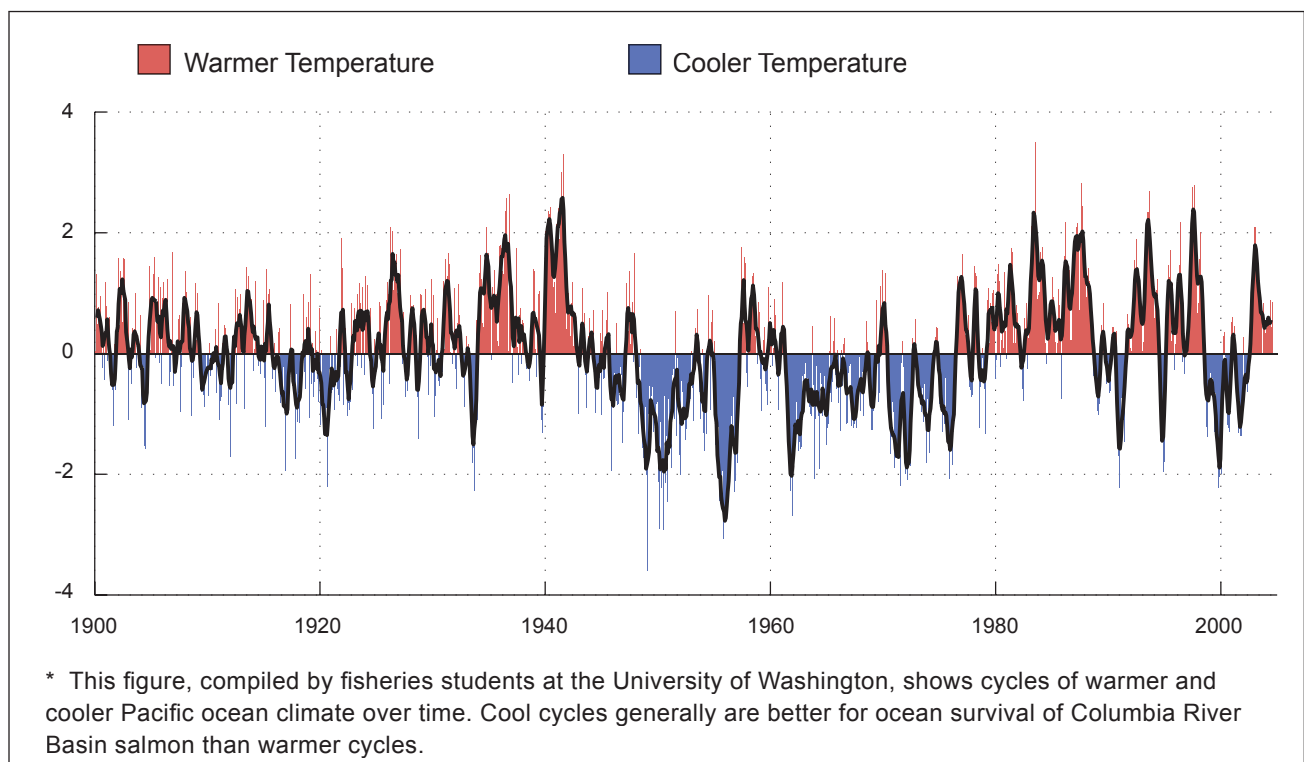 Warmer Temperature
Cooler Temperature
4
2
0
-2
-4
1900 1920 1940 1960 1980 2000
* This figure, compiled by fisheries students at the University of Washington, shows cycles of warmer and
cooler Pacific ocean climate over time. Cool cycles generally are better for ocean survival of Columbia River
Basin salmon than warmer cycles.